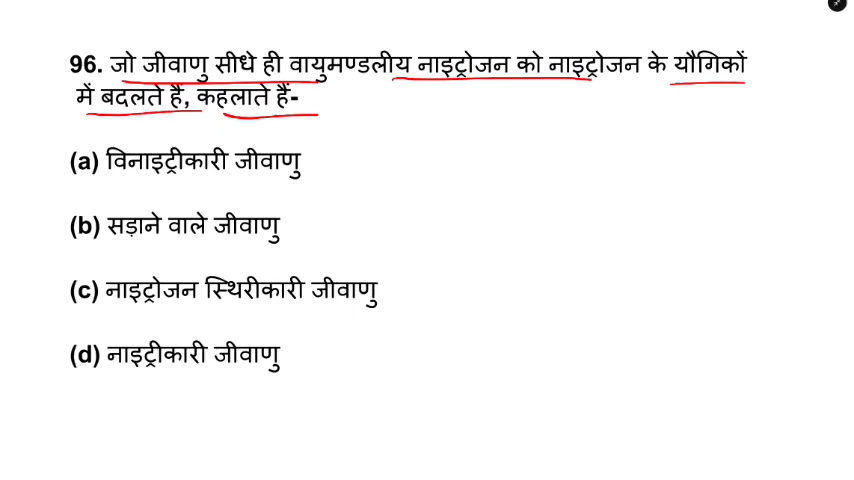 96. जो जीवाणु सीधे ही वायुमण्डलीय नाइट्रोजन को नाइट्रोजन के यौगिकों
में बदलते हैं, कहलाते हैं-
(a) विनाइट्रीकारी जीवाणु
(b) सड़ाने वाले जीवाणु
(c) नाइट्रोजन स्थिरीकारी जीवाणु
(d) नाइट्रीकारी जीवाणु